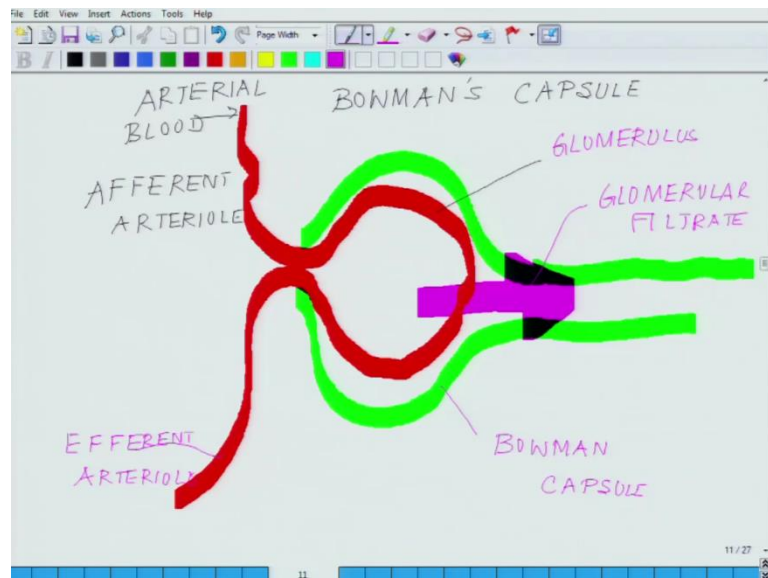 File Edit View Insert Actions Tools Help
Page Width
B I
ARTERIAL
BLOOD
BOWMAN'S CAPSULE
GLOMERULUS
AFFERENT
ARTERIOLE
GLOMERULAR
FILTRATE
EFFERENT
ARTERIOLE
BOWMAN
CAPSULE
11 / 27
11